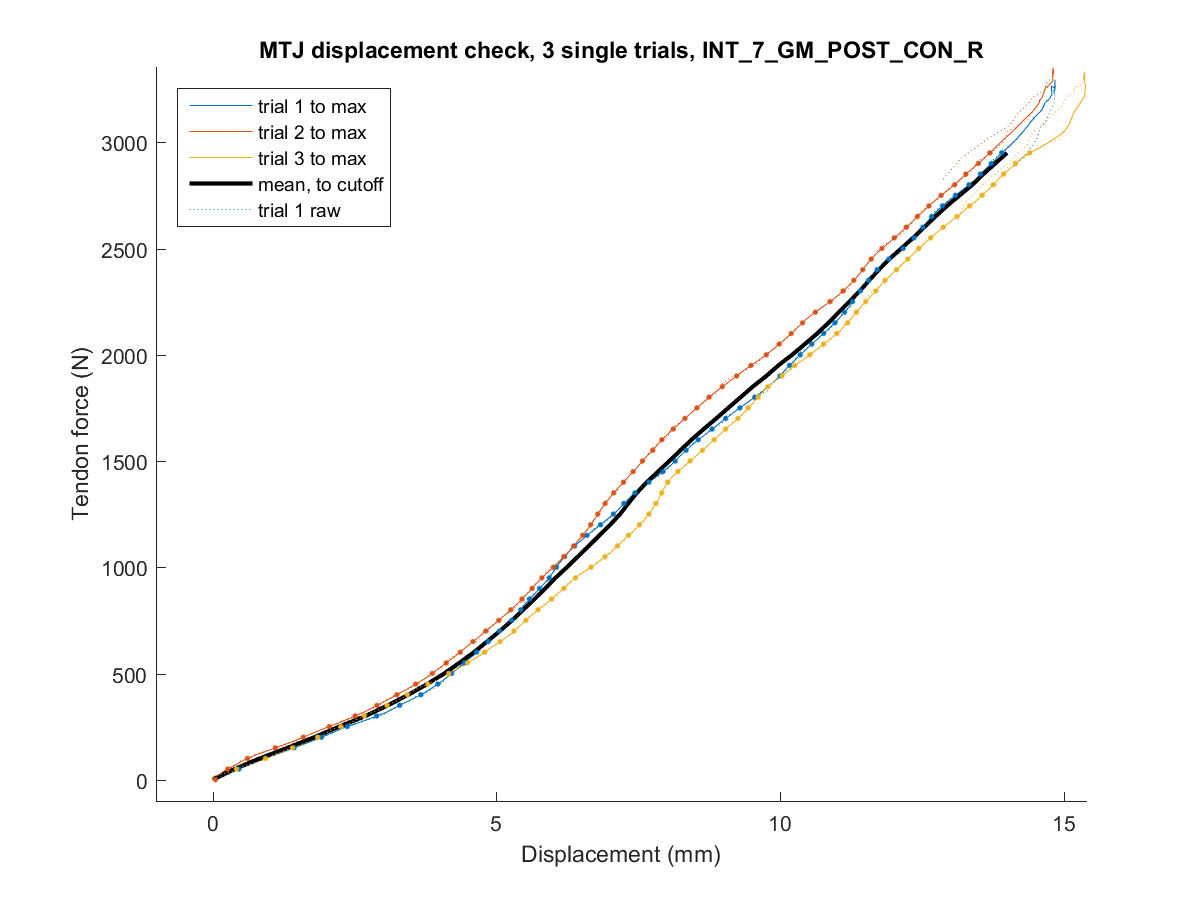 MTJ displacement check, 3 single trials, INT_7_GM_POST_CON_R
trial 1 to max
trial 2 to max
trial 3 to max
mean, to cutoff
trial 1 raw
3000
2500
2000
1500
1000
500
0
Tendon force (N)
0 5 10 15
Displacement (mm)